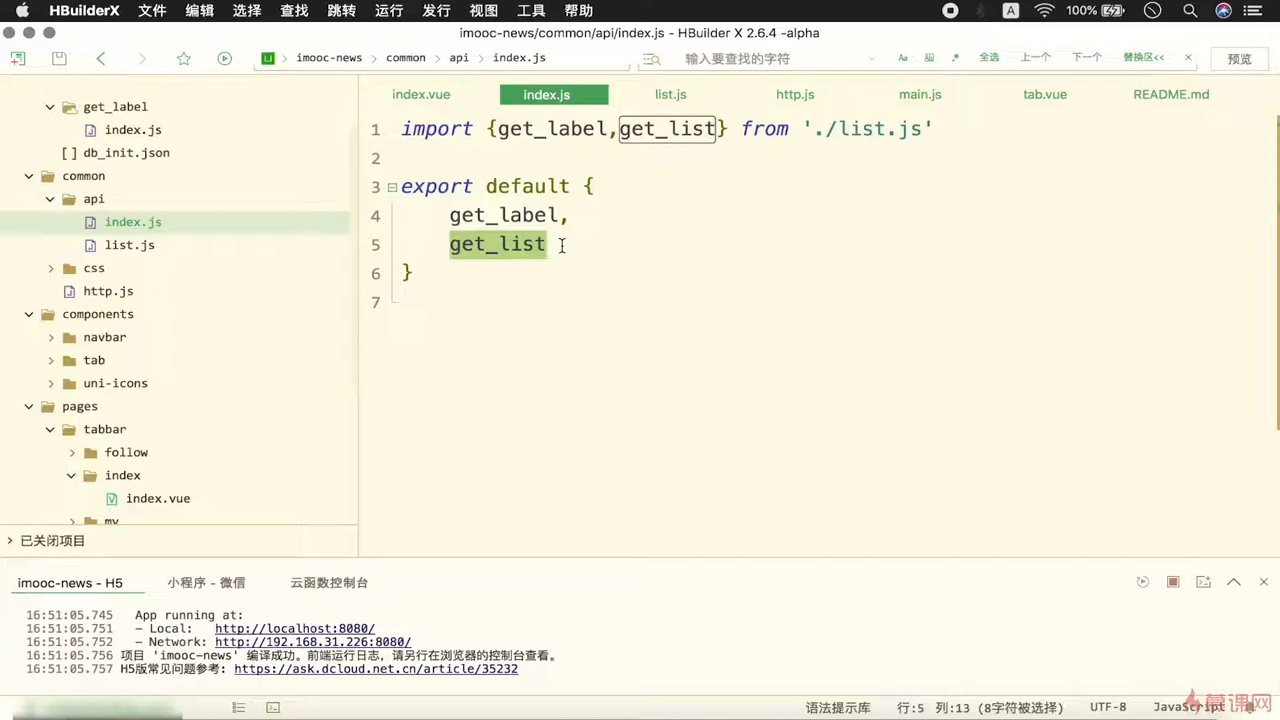 HBuilderX 文件 编辑 选择 查找 跳转 运行 发行 视图 工具 帮助 A 100%
imooc-news/common/api/index.js - HBuilder X 2.6.4 -alpha
imooc-news common api index.js 输入要查找的字符 Aa 全选 上一个 下一个 替换区<< 预览
index.vue index.js list.js http.js main.js tab.vue README.md
get_label
index.js
[ ] db_init.json
common
api
index.js
list.js
css
http.js
components
navbar
tab
uni-icons
pages
tabbar
follow
index
index.vue
my
已关闭项目
1 import {get_label,get_list} from './list.js'
2
3 export default {
4 get_label,
5 get_list
6 }
7
imooc-news - H5 小程序 - 微信 云函数控制台
16:51:05.745 App running at:
16:51:05.751 - Local: http://localhost:8080/
16:51:05.752 - Network: http://192.168.31.226:8080/
16:51:05.756 项目 'imooc-news' 编译成功。前端运行日志，请另行在浏览器的控制台查看。
16:51:05.757 H5版常见问题参考: https://ask.dcloud.net.cn/article/35232
语法提示库 行:5 列:13 (8字符被选择) UTF-8 JavaScript
慕课网